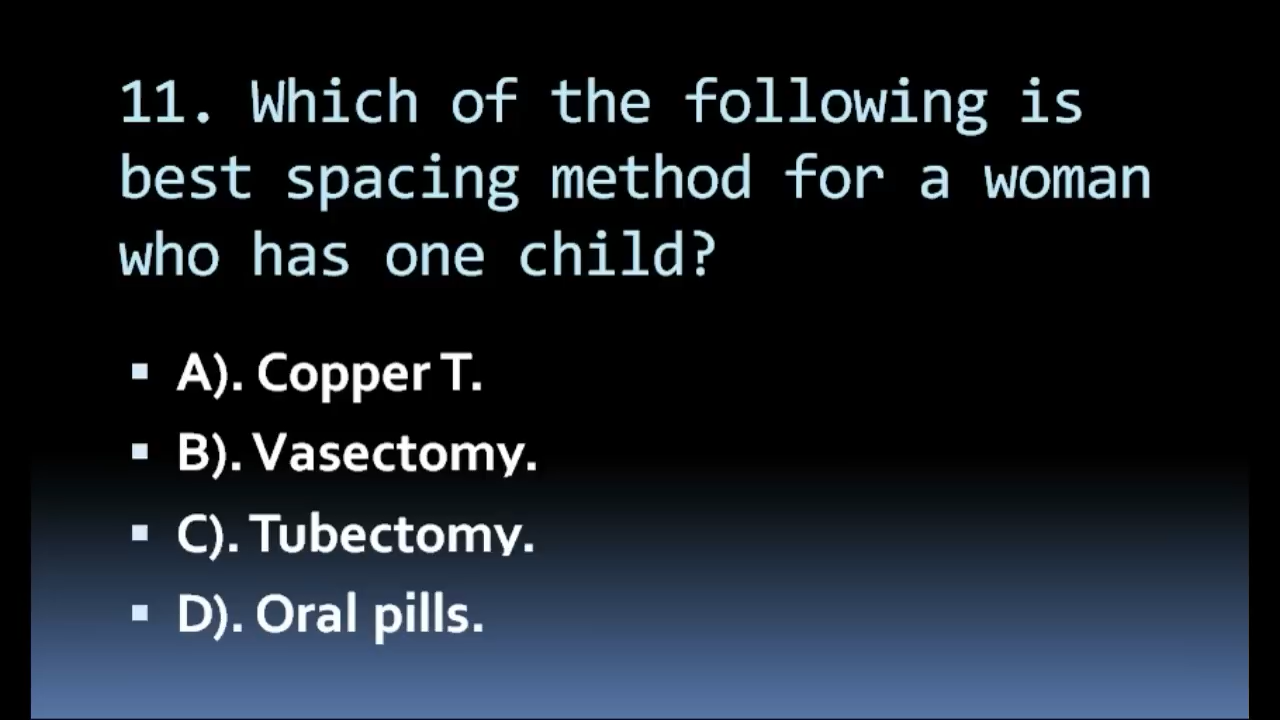 11. Which of the following is
best spacing method for a woman
who has one child?
▪ A). Copper T.
▪ B). Vasectomy.
▪ C). Tubectomy.
▪ D). Oral pills.